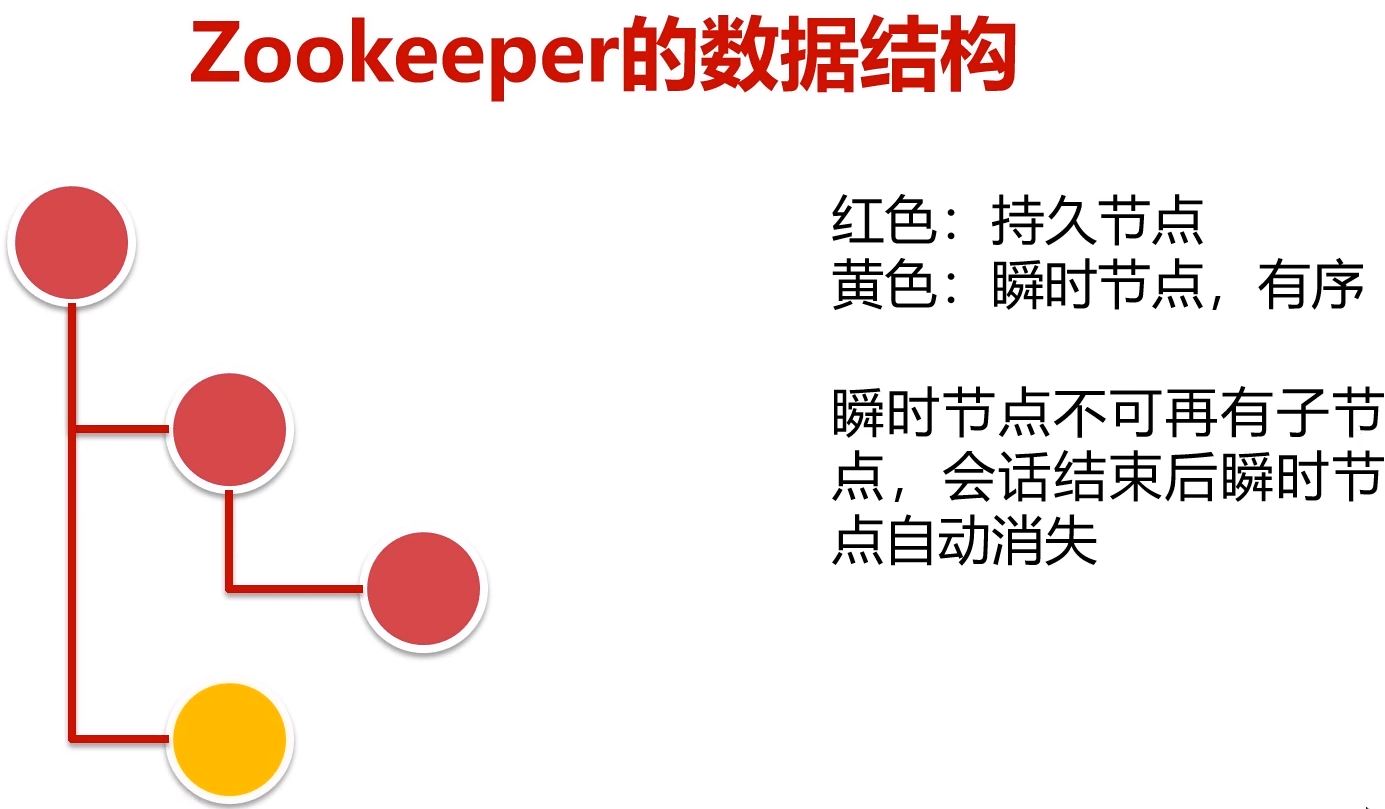 Zookeeper的数据结构
红色：持久节点
黄色：瞬时节点，有序
瞬时节点不可再有子节
点，会话结束后瞬时节
点自动消失